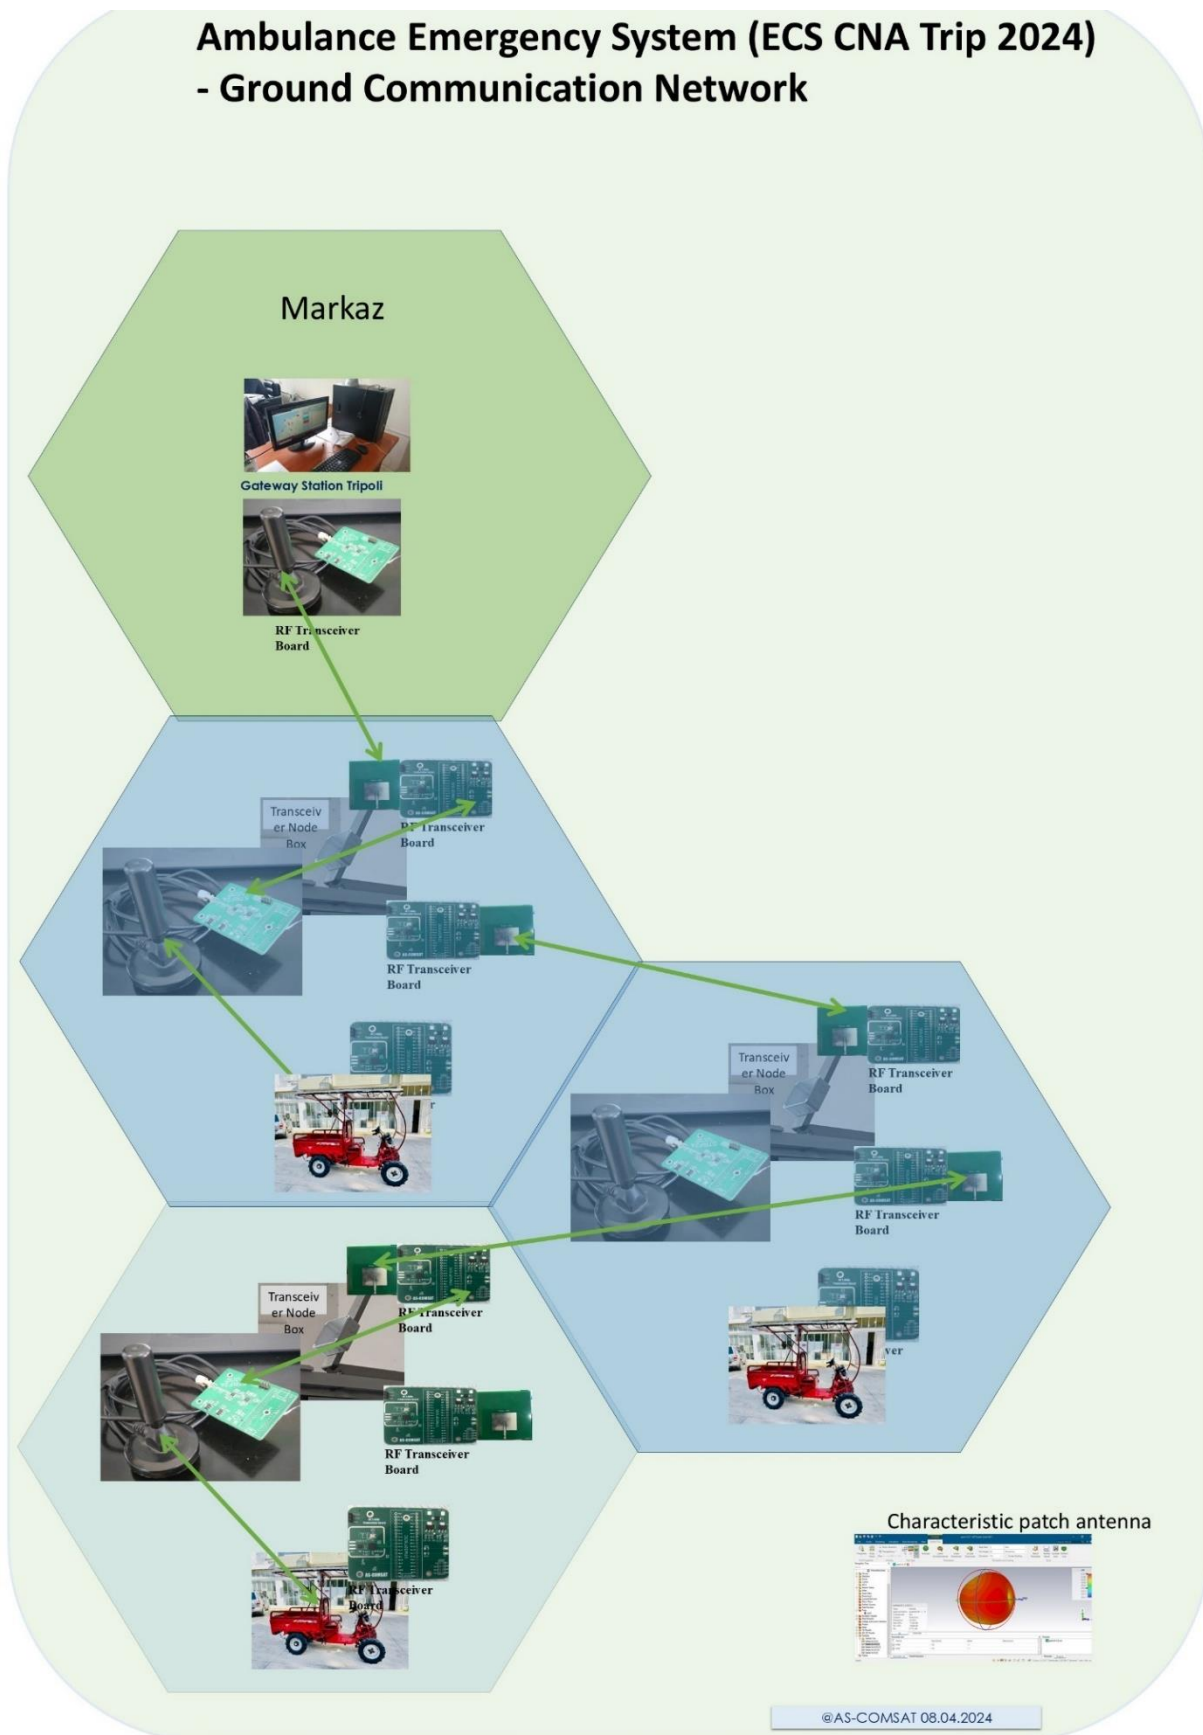 Ambulance Emergency System (ECS CNA Trip 2024)
- Ground Communication Network
Markaz
Gateway Station Tripoli
RF Transceiver
Board
Transceiv
er Node
Box
RF Transceiver
Board
RF Transceiver
Board
Transceiv
er Node
Box
RF Transceiver
Board
RF Transceiver
Board
Transceiv
er Node
Box
RF Transceiver
Board
RF Transceiver
Board
RF Transceiver
Board
Characteristic patch antenna
@AS-COMSAT 08.04.2024